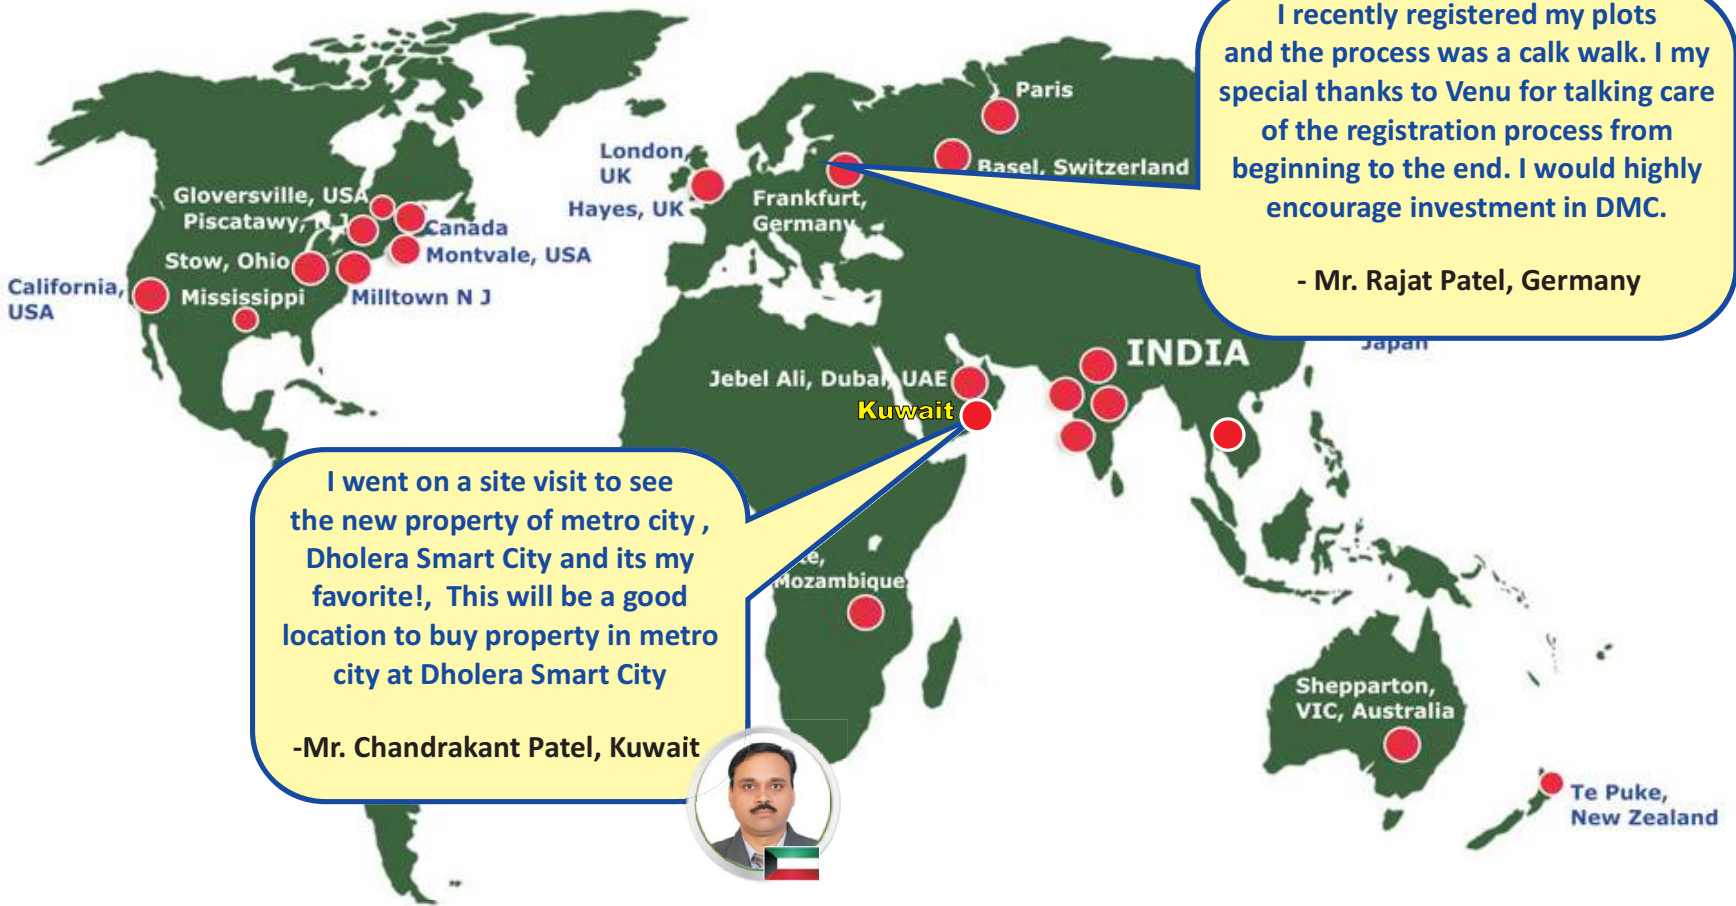 I recently registered my plots
and the process was a calk walk. I my
special thanks to Venu for talking care
of the registration process from
beginning to the end. I would highly
encourage investment in DMC.
- Mr. Rajat Patel, Germany
Paris
Basel, Switzerland
London,
UK
Hayes, UK
Frankfurt,
Germany
Gloversville, USA
Piscatawy, N J
Canada
Montvale, USA
Stow, Ohio
California,
USA
Mississippi
Milltown N J
Japan
INDIA
Jebel Ali, Dubai, UAE
Kuwait
I went on a site visit to see
the new property of metro city ,
Dholera Smart City and its my
favorite!, This will be a good
location to buy property in metro
city at Dholera Smart City
-Mr. Chandrakant Patel, Kuwait
Mozambique
Shepparton,
VIC, Australia
Te Puke,
New Zealand